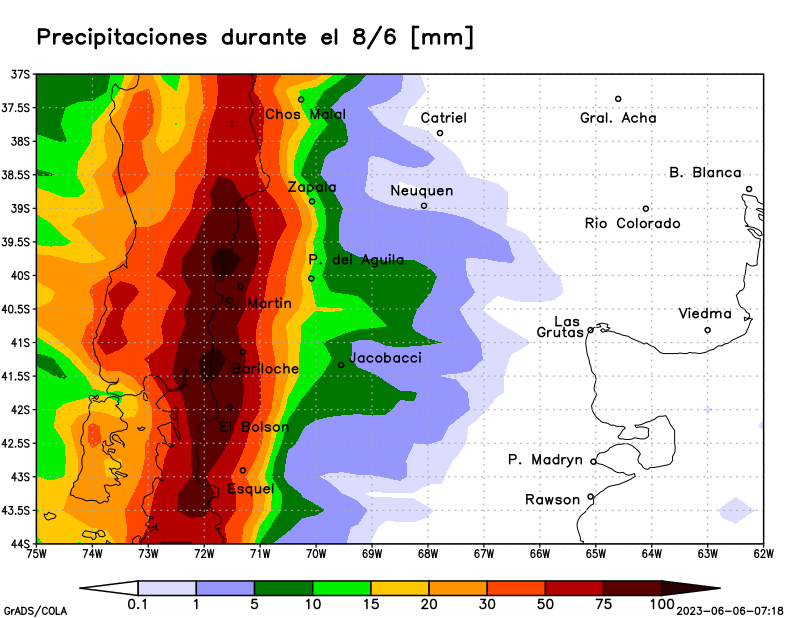 Precipitaciones durante el 8/6 [mm]
37S
37.5S
38S
38.5S
39S
39.5S
40S
40.5S
41S
41.5S
42S
42.5S
43S
43.5S
44S
Chos Malal
Catriel
Gral. Acha
B. Blanca
Zapala
Neuquen
Rio Colorado
P. del Aguila
S. Martin
Viedma
Las
Grutas
Jacobacci
Bariloche
El Bolson
P. Madryn
Esquel
Rawson
75W 74W 73W 72W 71W 70W 69W 68W 67W 66W 65W 64W 63W 62W
0.1 1 5 10 15 20 30 50 75 100
GrADS/COLA
2023-06-06-07:18